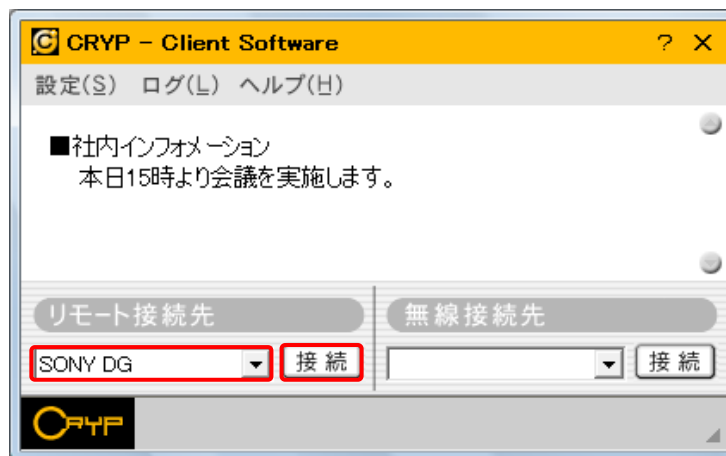 CRYP - Client Software
設定(S) ログ(L) ヘルプ(H)
■社内インフォメーション
本日15時より会議を実施します。
リモート接続先
無線接続先
SONY DG
接続
接続
CRYP